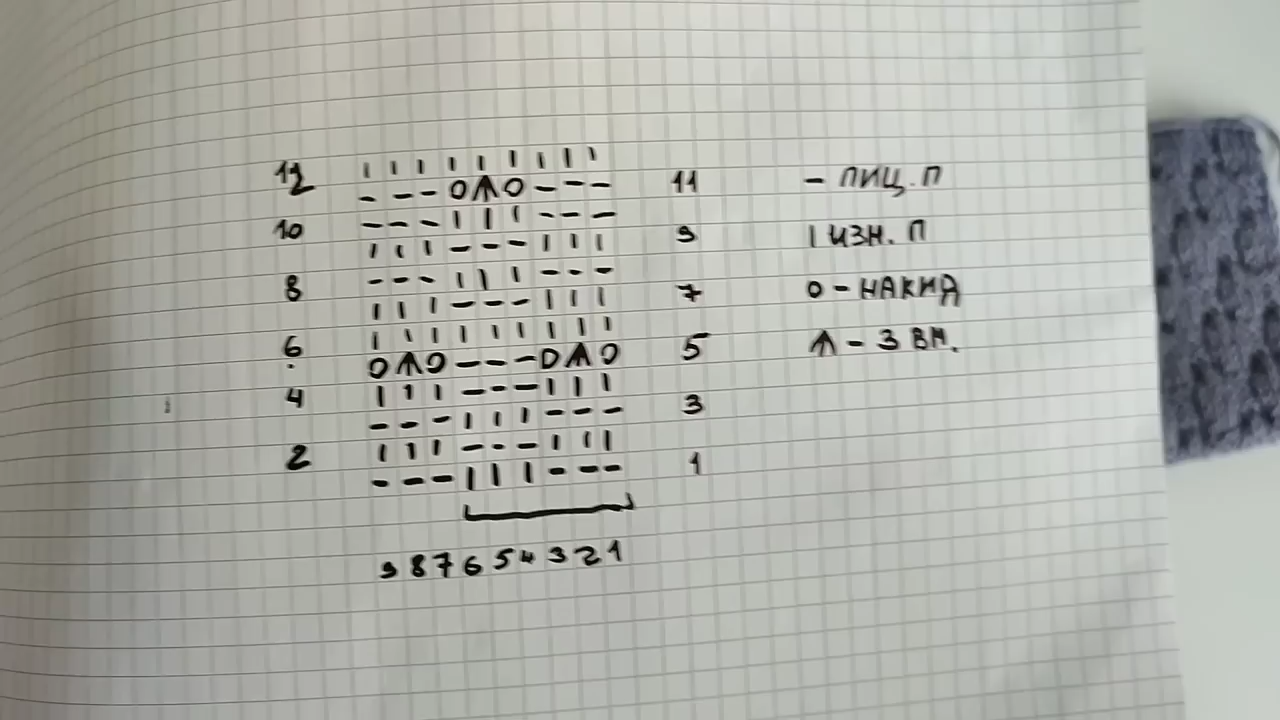 12 | | | | | | | | |
- - - O ⩚ O - - - 11 - ЛИЦ. П
10 - - - | | | - - -
| | | - - - | | | 9 | ИЗН. П
8 - - - | | | - - -
| | | - - - | | | 7 O - НАКИД
6 | | | | | | | | |
O ⩚ O - - - O ⩚ O 5 ⩚ - 3 ВМ.
4 | | | - - - | | |
- - - | | | - - - 3
2 | | | - - - | | |
- - - | | | - - - 1
9 8 7 6 5 4 3 2 1